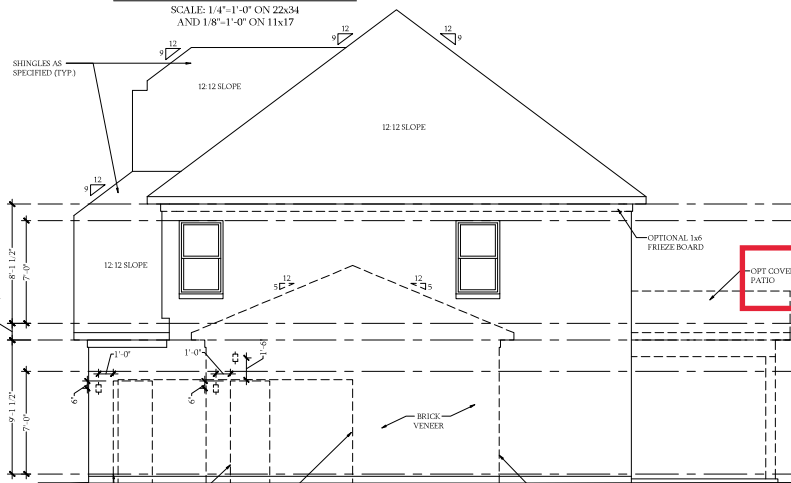 SCALE: 1/4"=1'-0" ON 22x34
AND 1/8"=1'-0" ON 11x17
12
9
12
9
12
9
SHINGLES AS
SPECIFIED (TYP.)
12:12 SLOPE
12:12 SLOPE
12
9
OPTIONAL 1x6
FRIEZE BOARD
8'-1 1/2"
7'-0"
12:12 SLOPE
12
5
12
5
OPT COVE
PATIO
1'-0"
1'-0"
1'-6"
6"
6"
9'-1 1/2"
7'-0"
BRICK
VENEER